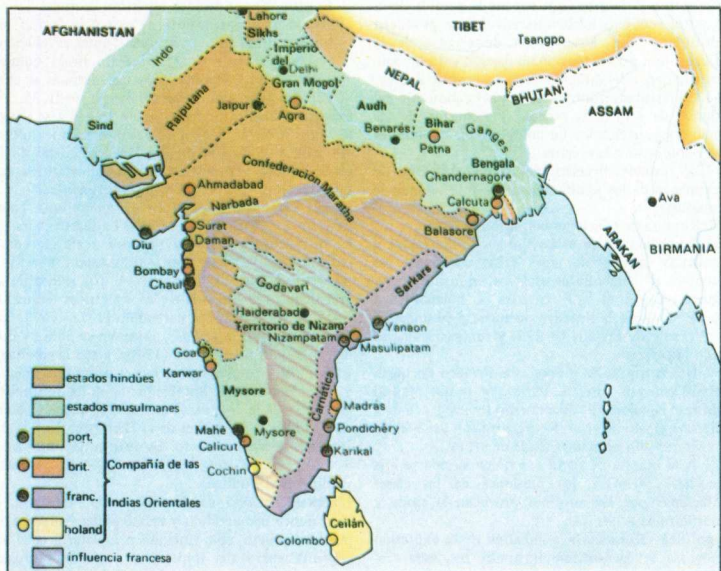 AFGHANISTAN
Lahore
Sikhs
TIBET
Tsangpo
Indo
Imperio
del
Delhi
Gran Mogol
NEPAL
BHUTAN
ASSAM
Rajputana
Jaipur
Agra
Audh
Sind
Benarés
Bihar
Patna
Ganges
Bengala
Chandernagore
Confederación Maratha
Ahmadabad
Narbada
Calcuta
Ava
Surat
Balasore
Diu
Daman
ARAKAN
BIRMANIA
Bombay
Chaul
Godavari
Sarkars
Haiderabad
Territorio de Nizam
Yanaon
Nizampatam
Masulipatam
Goa
Karwar
estados hindúes
Mysore
Carnática
estados musulmanes
Madrás
port.
Mahé
Mysore
Pondichéry
brit.
Compañía de las
Calicut
Karikal
franc.
Indias Orientales
Cochin
holand
Ceilán
Colombo
influencia francesa